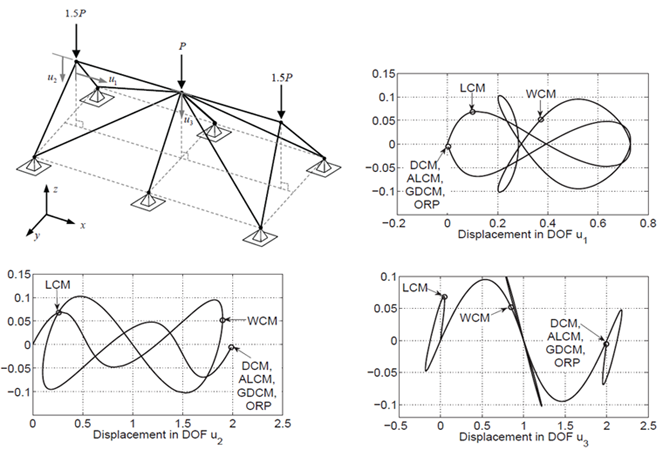 1.5P
P
1.5P
u2
u1
u3
z
x
y
0.15
0.1
0.05
0
−0.05
−0.1
−0.2
0
0.2
0.4
0.6
0.8
LCM
WCM
DCM,
ALCM,
GDCM,
ORP
Displacement in DOF u1
0.15
0.1
0.05
0
−0.05
−0.1
0
0.5
1
1.5
2
2.5
LCM
WCM
DCM,
ALCM,
GDCM,
ORP
Displacement in DOF u2
0.1
0.05
0
−0.05
−0.1
−0.5
0
0.5
1
1.5
2
2.5
LCM
WCM
DCM,
ALCM,
GDCM,
ORP
Displacement in DOF u3